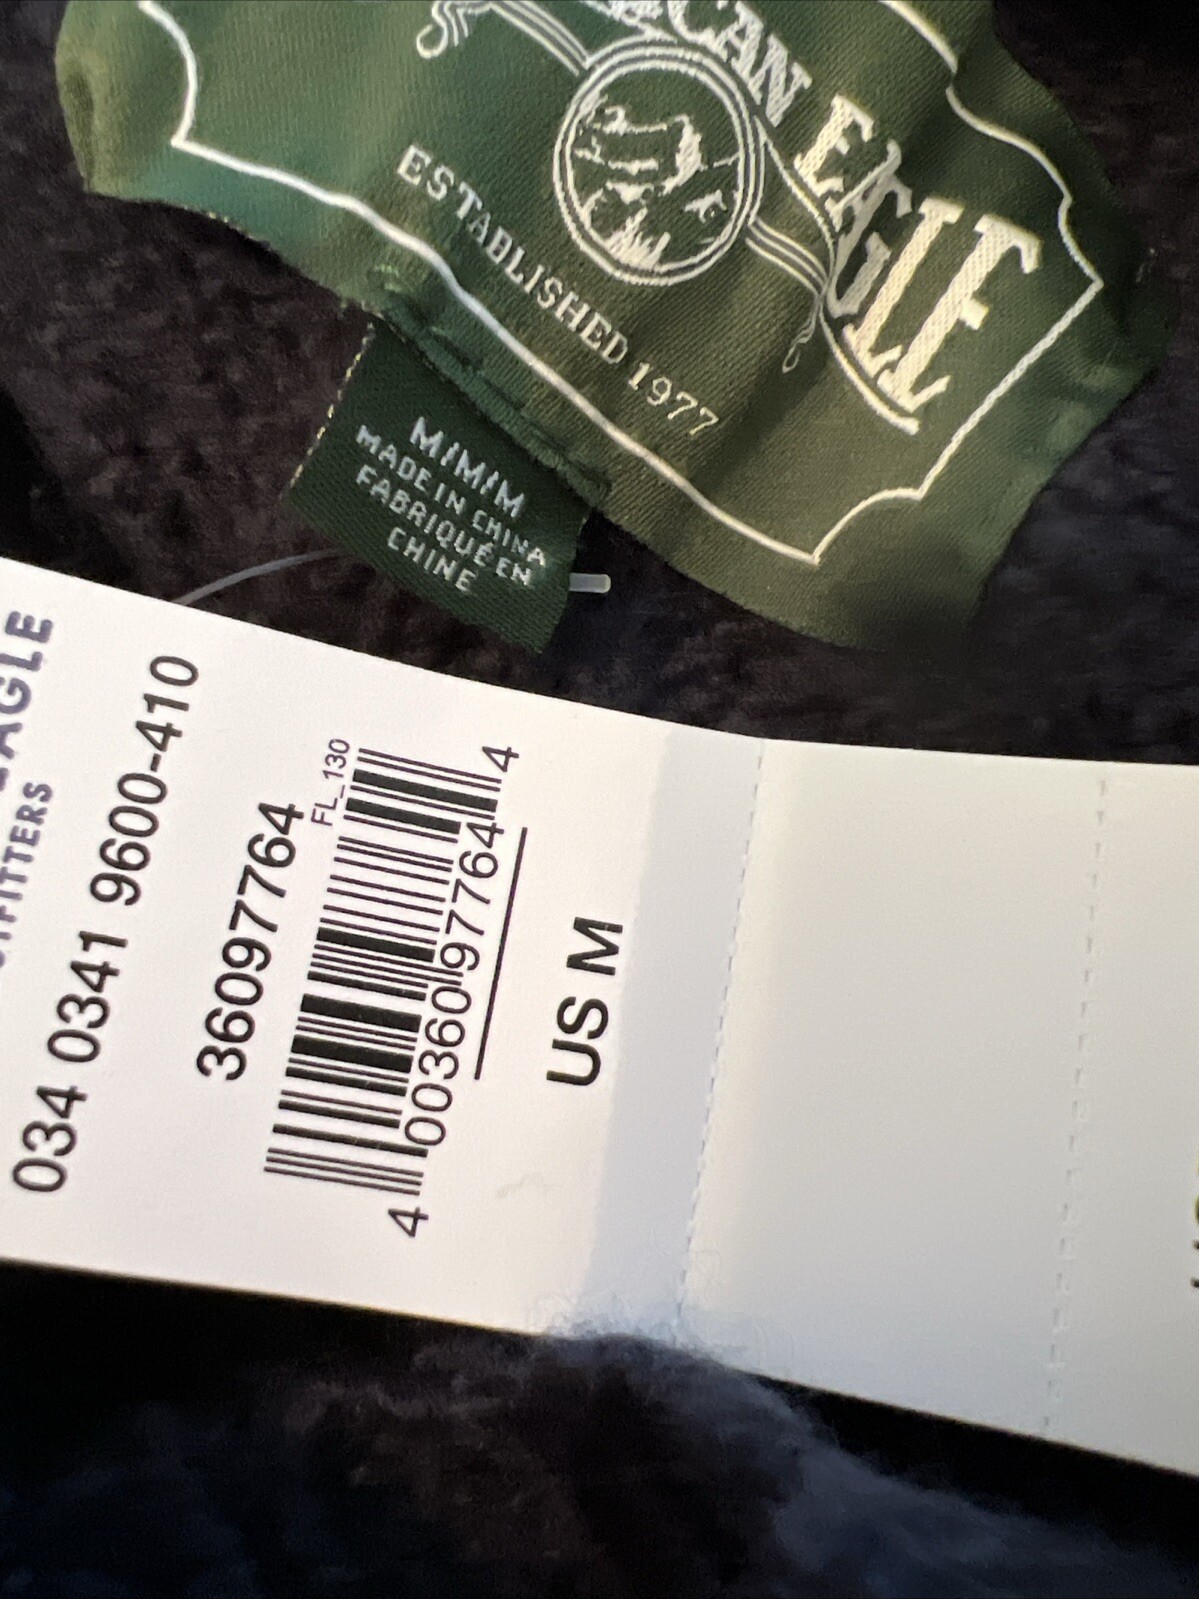 EAGLE
ESTABLISHED 1977
M/M/M
MADE IN CHINA
FABRIQUÉ EN
CHINE
034 0341 9600-410
36097764
FL_130
4 00360 97764 4
US M